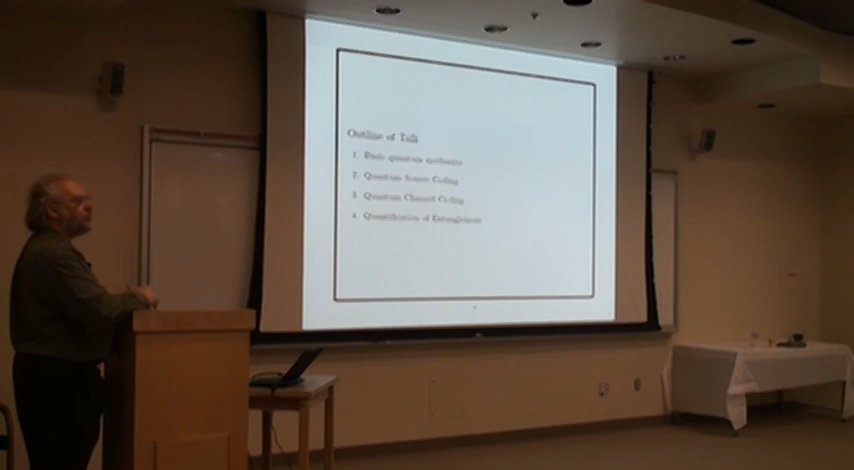 Outline of Talk
1. Basic quantum mechanics
2. Quantum Source Coding
3. Quantum Channel Coding
4. Quantification of Entanglement